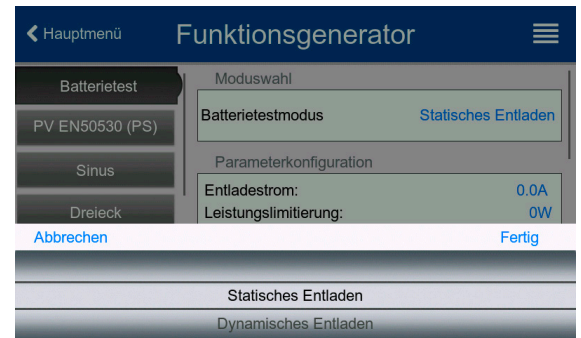 Hauptmenü
Funktionsgenerator
Batterietest
PV EN50530 (PS)
Sinus
Dreieck
Moduswahl
Batterietestmodus Statisches Entladen
Parameterkonfiguration
Entladestrom: 0.0A
Leistungslimitierung: 0W
Abbrechen Fertig
Statisches Entladen
Dynamisches Entladen